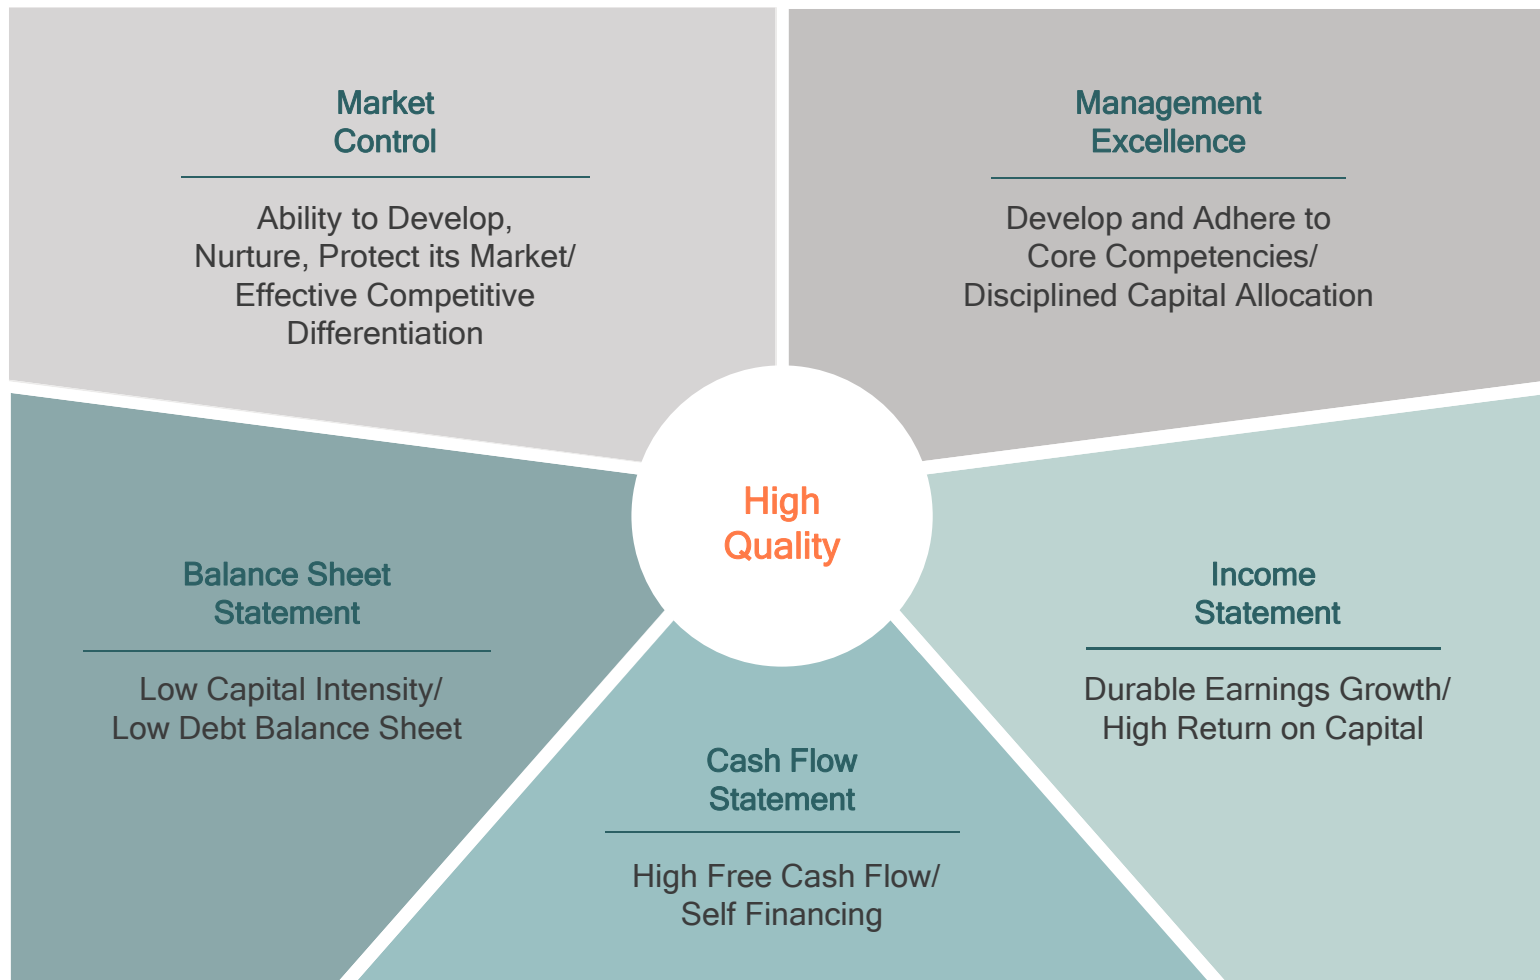 Market
Control
Ability to Develop,
Nurture, Protect its Market/
Effective Competitive
Differentiation
Management
Excellence
Develop and Adhere to
Core Competencies/
Disciplined Capital Allocation
High
Quality
Balance Sheet
Statement
Low Capital Intensity/
Low Debt Balance Sheet
Income
Statement
Durable Earnings Growth/
High Return on Capital
Cash Flow
Statement
High Free Cash Flow/
Self Financing